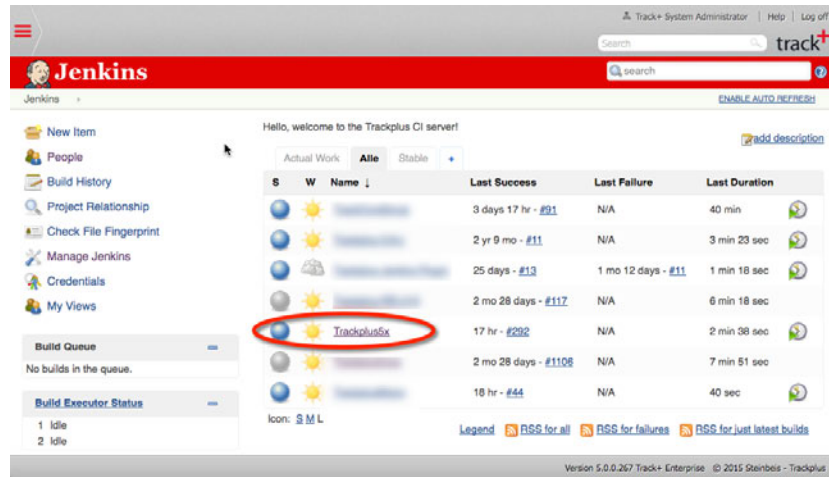 Track+ System Administrator | Help | Log off
Search
track+
Jenkins
search
Jenkins
ENABLE AUTO REFRESH
New Item
People
Build History
Project Relationship
Check File Fingerprint
Manage Jenkins
Credentials
My Views
Build Queue
No builds in the queue.
Build Executor Status
1 Idle
2 Idle
Hello, welcome to the Trackplus CI server!
add description
Actual Work Alle Stable +
S W Name ↓ Last Success Last Failure Last Duration
3 days 17 hr - #91 N/A 40 min
2 yr 9 mo - #11 N/A 3 min 23 sec
25 days - #13 1 mo 12 days - #11 1 min 18 sec
2 mo 28 days - #117 N/A 6 min 18 sec
Trackplus5x 17 hr - #292 N/A 2 min 38 sec
2 mo 28 days - #1106 N/A 7 min 51 sec
18 hr - #44 N/A 40 sec
Icon: S M L
Legend RSS for all RSS for failures RSS for just latest builds
Version 5.0.0.267 Track+ Enterprise © 2015 Steinbeis - Trackplus